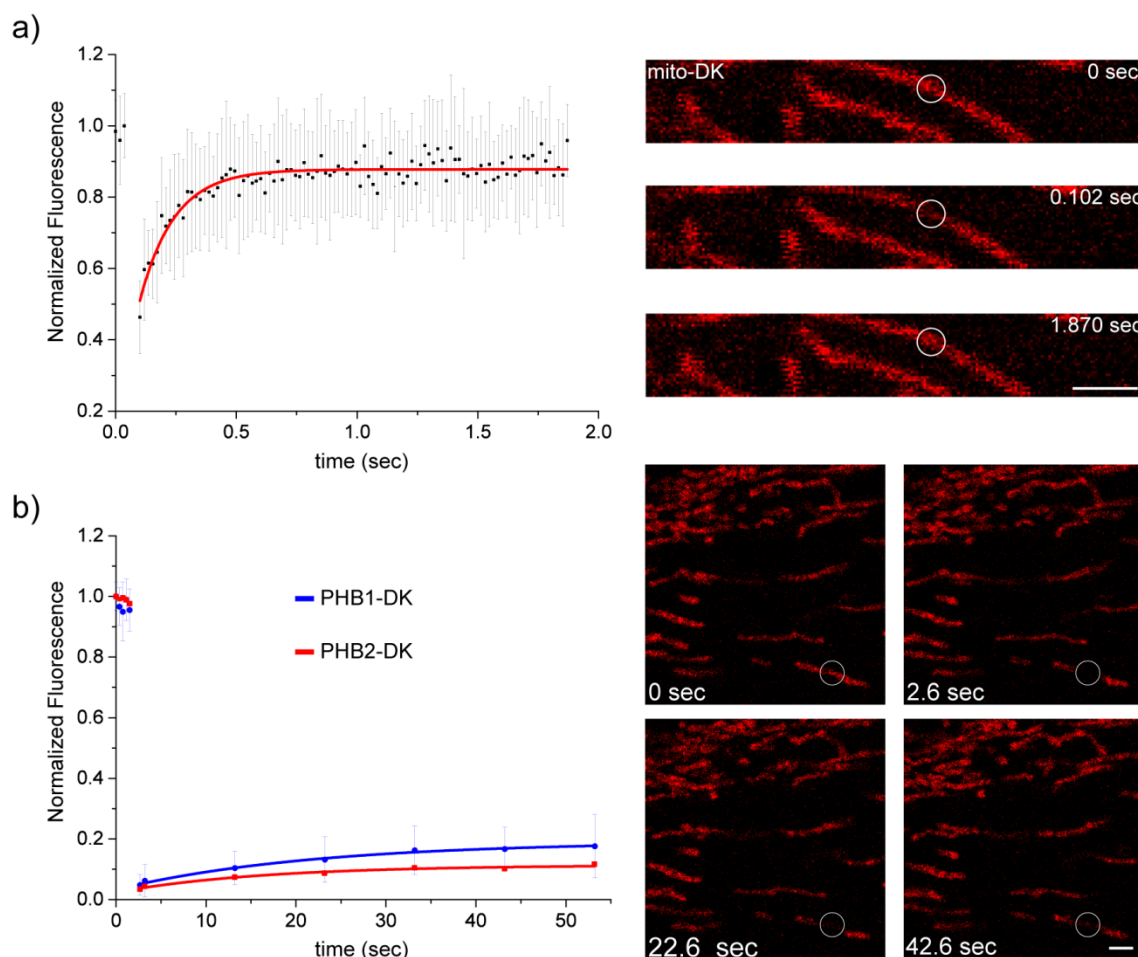 a)
1.2
1.0
0.8
0.6
0.4
0.2
Normalized Fluorescence
0.0
0.5
1.0
1.5
2.0
time (sec)
mito-DK
0 sec
0.102 sec
1.870 sec
b)
1.2
1.0
0.8
0.6
0.4
0.2
0.0
Normalized Fluorescence
PHB1-DK
PHB2-DK
0
10
20
30
40
50
time (sec)
0 sec
2.6 sec
22.6 sec
42.6 sec